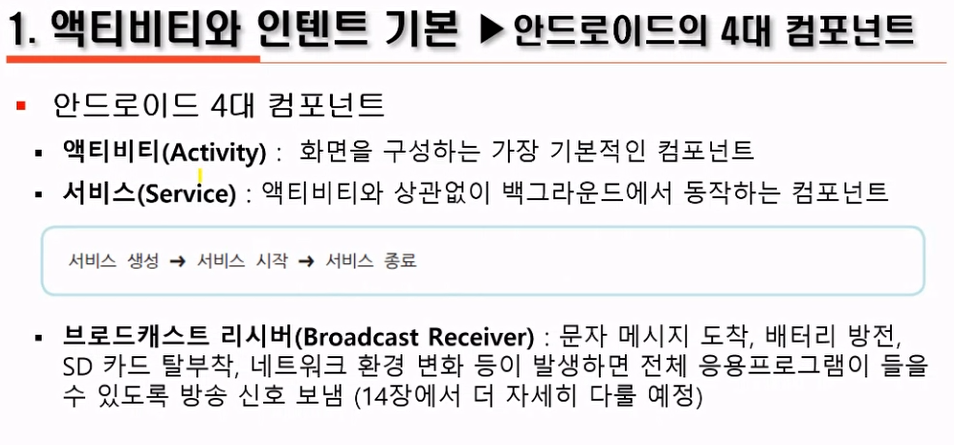 1. 액티비티와 인텐트 기본 ▶안드로이드의 4대 컴포넌트
▪ 안드로이드 4대 컴포넌트
▪ 액티비티(Activity) : 화면을 구성하는 가장 기본적인 컴포넌트
▪ 서비스(Service) : 액티비티와 상관없이 백그라운드에서 동작하는 컴포넌트
서비스 생성 → 서비스 시작 → 서비스 종료
▪ 브로드캐스트 리시버(Broadcast Receiver) : 문자 메시지 도착, 배터리 방전,
SD 카드 탈부착, 네트워크 환경 변화 등이 발생하면 전체 응용프로그램이 들을
수 있도록 방송 신호 보냄 (14장에서 더 자세히 다룰 예정)